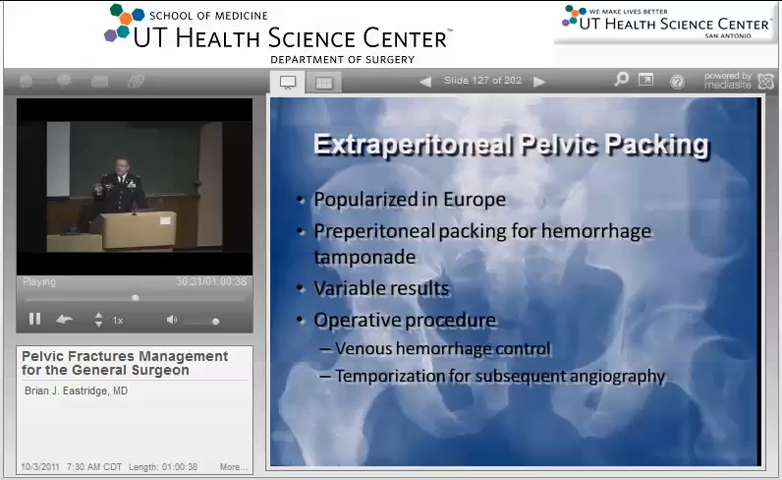 SCHOOL OF MEDICINE
UT HEALTH SCIENCE CENTER™
DEPARTMENT OF SURGERY
WE MAKE LIVES BETTER
UT HEALTH SCIENCE CENTER
SAN ANTONIO
Slide 127 of 202
powered by
mediasite
Playing
30:31/01:00:38
1x
Pelvic Fractures Management
for the General Surgeon
Brian J. Eastridge, MD
10/3/2011 7:30 AM CDT Length: 01:00:38 More...
Extraperitoneal Pelvic Packing
• Popularized in Europe
• Preperitoneal packing for hemorrhage
tamponade
• Variable results
• Operative procedure
– Venous hemorrhage control
– Temporization for subsequent angiography